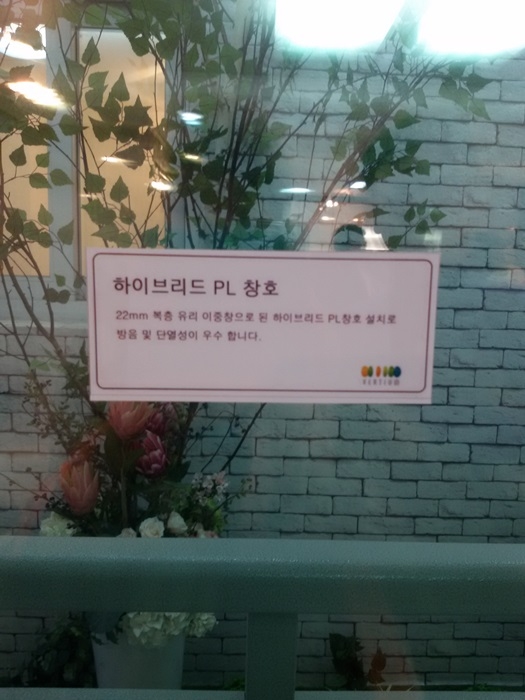 하이브리드 PL 창호
22mm 복층 유리 이중창으로 된 하이브리드 PL창호 설치로
방음 및 단열성이 우수 합니다.